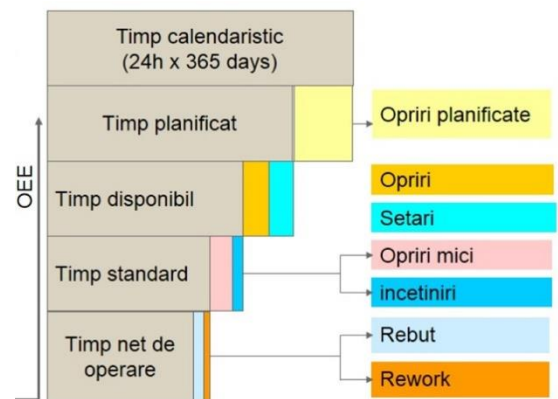 Timp calendaristic
(24h x 365 days)
Timp planificat
Opriri planificate
OEE
Timp disponibil
Opriri
Setari
Timp standard
Opriri mici
incetiniri
Timp net de
operare
Rebut
Rework